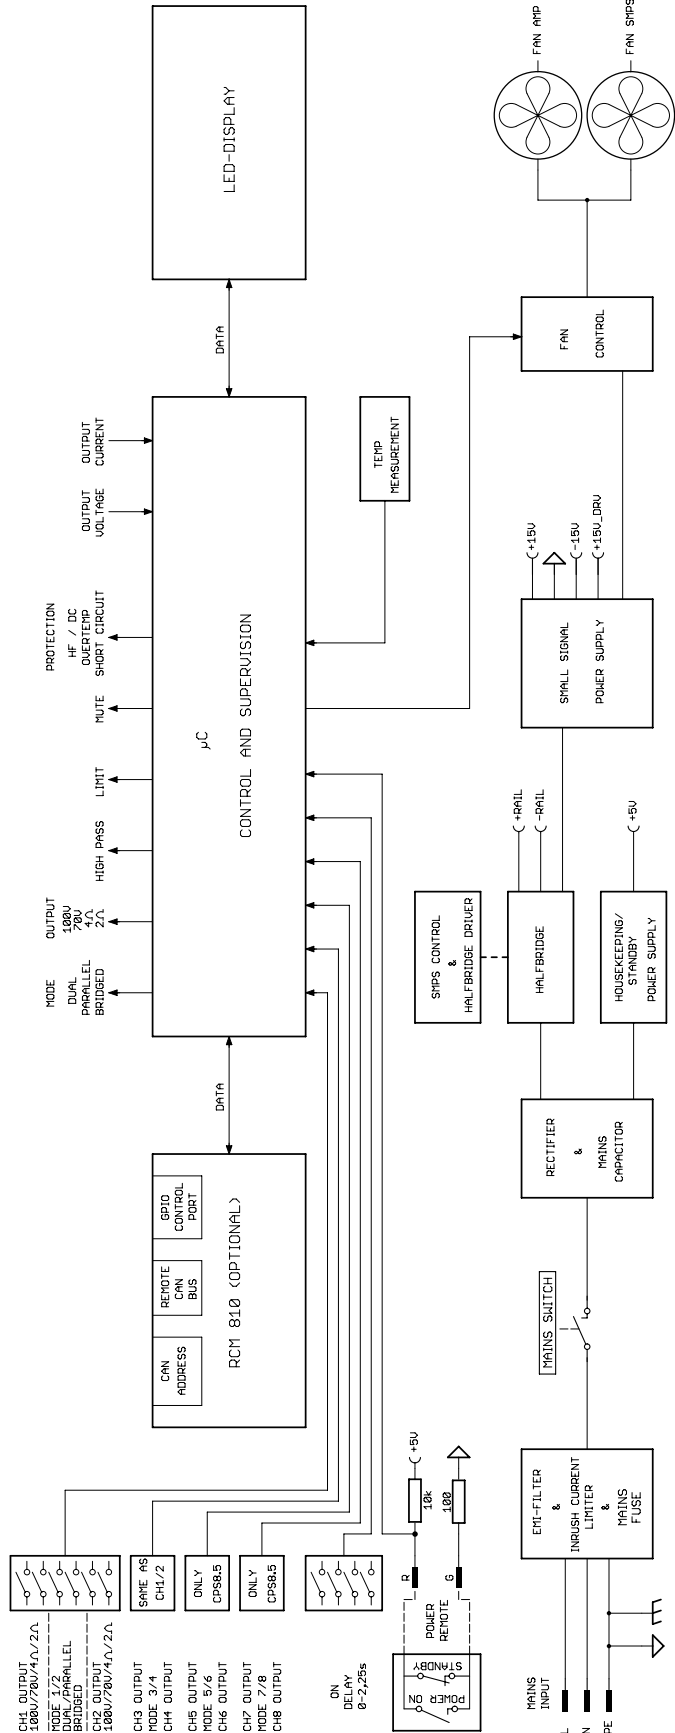 FAN AMP
FAN SMPS
LED-DISPLAY
DATA
FAN
CONTROL
OUTPUT
CURRENT
OUTPUT
VOLTAGE
PROTECTION
HF / DC
OVERTEMP
SHORT CIRCUIT
MUTE
LIMIT
HIGH PASS
OUTPUT
100V
70V
4Ω
2Ω
MODE
DUAL
PARALLEL
BRIDGED
µC
CONTROL AND SUPERVISION
TEMP
MEASUREMENT
+15V
-15V
+15V_DRV
SMALL SIGNAL
POWER SUPPLY
+RAIL
-RAIL
+5V
SMPS CONTROL
&
HALFBRIDGE DRIVER
HALFBRIDGE
HOUSEKEEPING/
STANDBY
POWER SUPPLY
DATA
RECTIFIER
&
MAINS
CAPACITOR
GPIO
CONTROL
PORT
REMOTE
CAN
BUS
CAN
ADDRESS
RCM 810 (OPTIONAL)
MAINS SWITCH
EMI-FILTER
&
INRUSH CURRENT
LIMITER
&
MAINS
FUSE
+5V
10k
100
R
G
POWER
REMOTE
POWER ON
STANDBY
SAME AS
CH1/2
ONLY
CPS8.5
ONLY
CPS8.5
CH1 OUTPUT
100V/70V/4Ω/2Ω
MODE 1/2
DUAL/PARALLEL
BRIDGED
CH2 OUTPUT
100V/70V/4Ω/2Ω
CH3 OUTPUT
MODE 3/4
CH4 OUTPUT
CH5 OUTPUT
MODE 5/6
CH6 OUTPUT
CH7 OUTPUT
MODE 7/8
CH8 OUTPUT
ON
DELAY
0-2,25s
MAINS
INPUT
L
N
PE